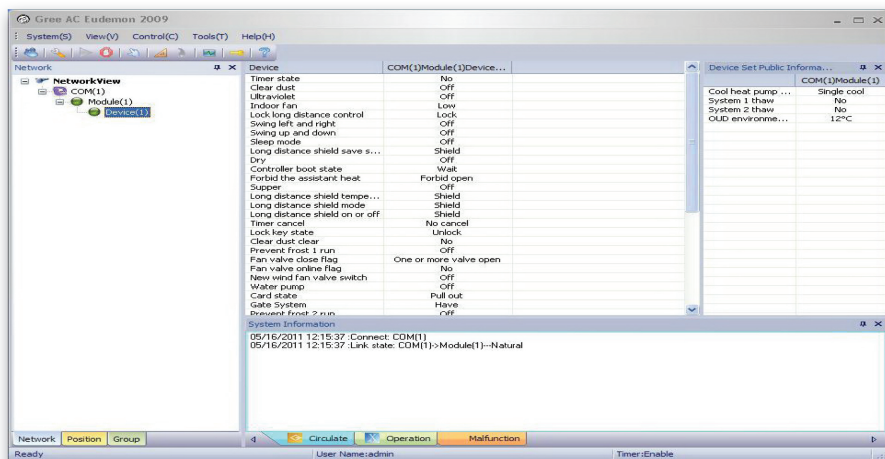 Gree AC Eudemon 2009
System(S) View(V) Control(C) Tools(T) Help(H)
Network
NetworkView
COM(1)
Module(1)
Device(1)
Network Position Group
Device COM(1)Module(1)Device...
Timer state No
Clear dust Off
Ultraviolet Off
Indoor fan Low
Lock long distance control Lock
Swing left and right Off
Swing up and down Off
Sleep mode Off
Long distance shield save s... Shield
Dry Off
Controller boot state Wait
Forbid the assistant heat Forbid open
Supper Off
Long distance shield tempe... Shield
Long distance shield mode Shield
Long distance shield on or off Shield
Timer cancel No cancel
Lock key state Unlock
Clear dust clear No
Prevent frost 1 run Off
Fan valve close flag One or more valve open
Fan valve online flag No
New wind fan valve switch Off
Water pump Off
Card state Pull out
Gate System Have
Prevent frost 2 run Off
Device Set Public Informa...
COM(1)Module(1)
Cool heat pump ... Single cool
System 1 thaw No
System 2 thaw No
OUD environme... 12°C
System Information
05/16/2011 12:15:37 :Connect: COM(1)
05/16/2011 12:15:37 :Link state: COM(1)->Module(1)---Natural
Circulate Operation Malfunction
Ready User Name:admin Timer:Enable